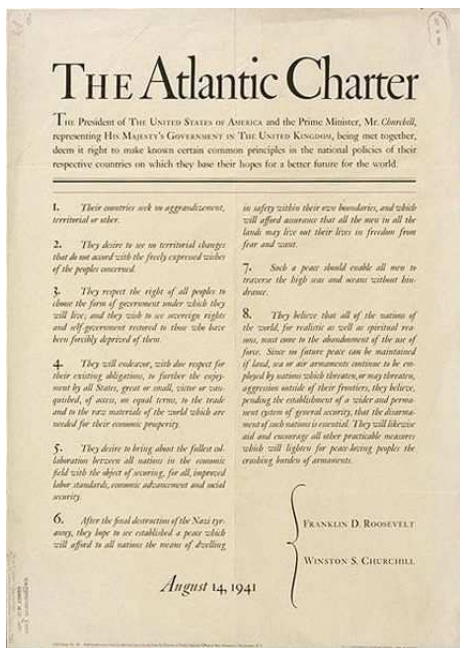 THE Atlantic Charter
THE President of THE UNITED STATES OF AMERICA and the Prime Minister, Mr. Churchill,
representing HIS MAJESTY'S GOVERNMENT IN THE UNITED KINGDOM, being met together,
deem it right to make known certain common principles in the national policies of their
respective countries on which they base their hopes for a better future for the world.
1. Their countries seek no aggrandizement,
territorial or other.
2. They desire to see no territorial changes
that do not accord with the freely expressed wishes
of the peoples concerned.
3. They respect the right of all peoples to
choose the form of government under which they
will live; and they wish to see sovereign rights
and self-government restored to those who have
been forcibly deprived of them.
4. They will endeavor, with due respect for
their existing obligations, to further the enjoy-
ment by all States, great or small, victor or van-
quished, of access, on equal terms, to the trade
and to the raw materials of the world which are
needed for their economic prosperity.
5. They desire to bring about the fullest col-
laboration between all nations in the economic
field with the object of securing, for all, improved
labor standards, economic advancement and social
security.
6. After the final destruction of the Nazi tyr-
anny, they hope to see established a peace which
will afford to all nations the means of dwelling
in safety within their own boundaries, and which
will afford assurance that all the men in all the
lands may live out their lives in freedom from
fear and want.
7. Such a peace should enable all men to
traverse the high seas and oceans without hin-
drance.
8. They believe that all of the nations of
the world, for realistic as well as spiritual rea-
sons, must come to the abandonment of the use of
force. Since no future peace can be maintained
if land, sea or air armaments continue to be em-
ployed by nations which threaten, or may threaten,
aggression outside of their frontiers, they believe,
pending the establishment of a wider and perma-
nent system of general security, that the disarma-
ment of such nations is essential. They will likewise
aid and encourage all other practicable measures
which will lighten for peace-loving peoples the
crushing burden of armaments.
FRANKLIN D. ROOSEVELT
WINSTON S. CHURCHILL
August 14, 1941